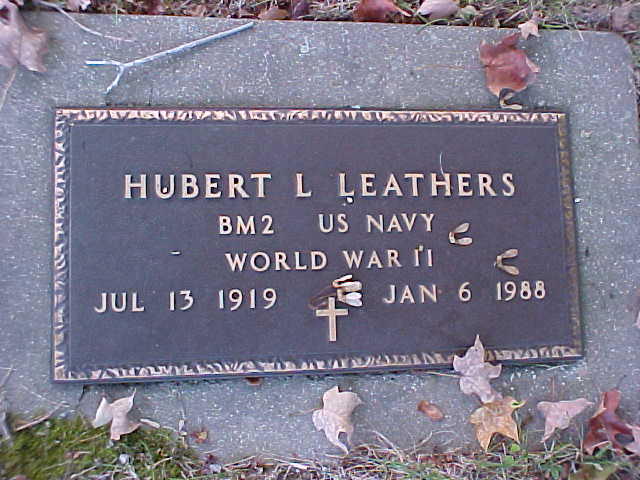 HUBERT L LEATHERS
BM2 US NAVY
WORLD WAR II
JUL 13 1919 JAN 6 1988